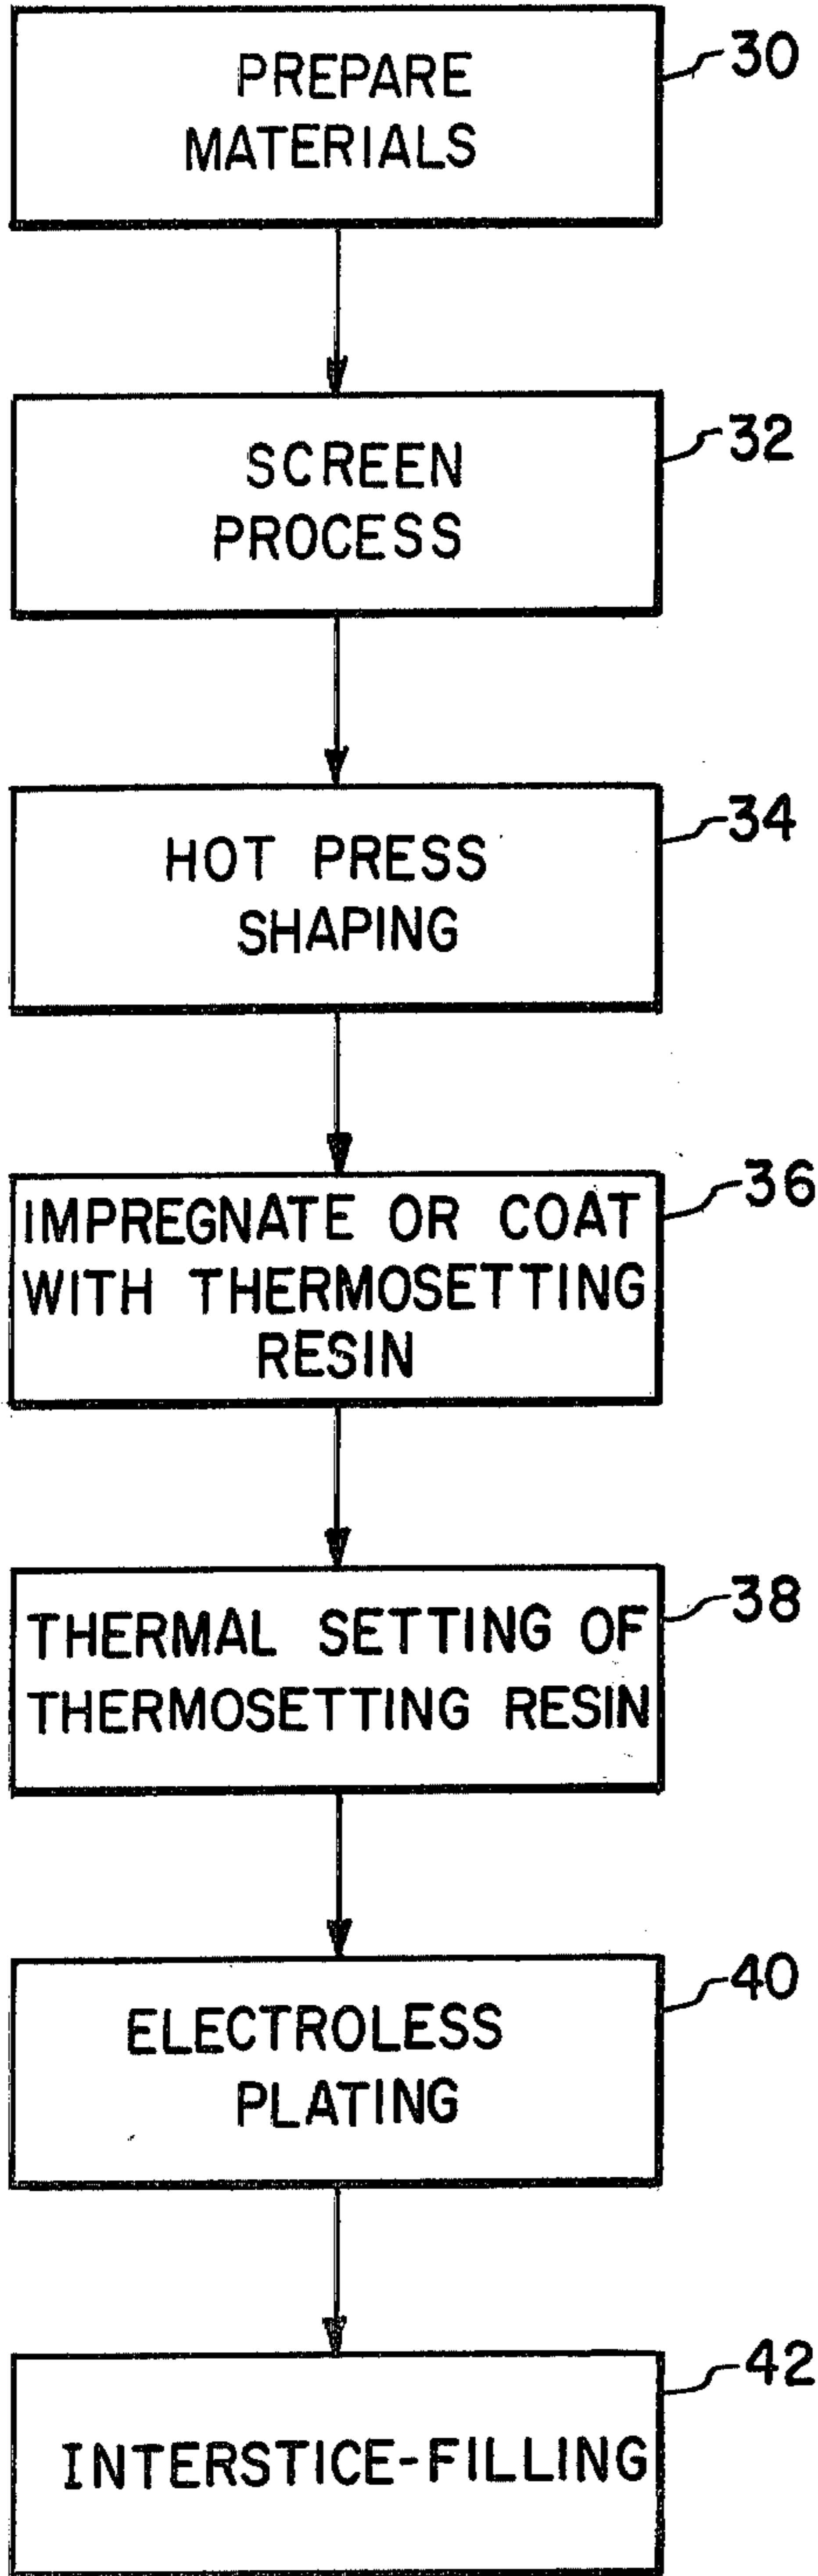 PREPARE
MATERIALS
30
SCREEN
PROCESS
32
HOT PRESS
SHAPING
34
IMPREGNATE OR COAT
WITH THERMOSETTING
RESIN
36
THERMAL SETTING OF
THERMOSETTING RESIN
38
ELECTROLESS
PLATING
40
INTERSTICE-FILLING
42